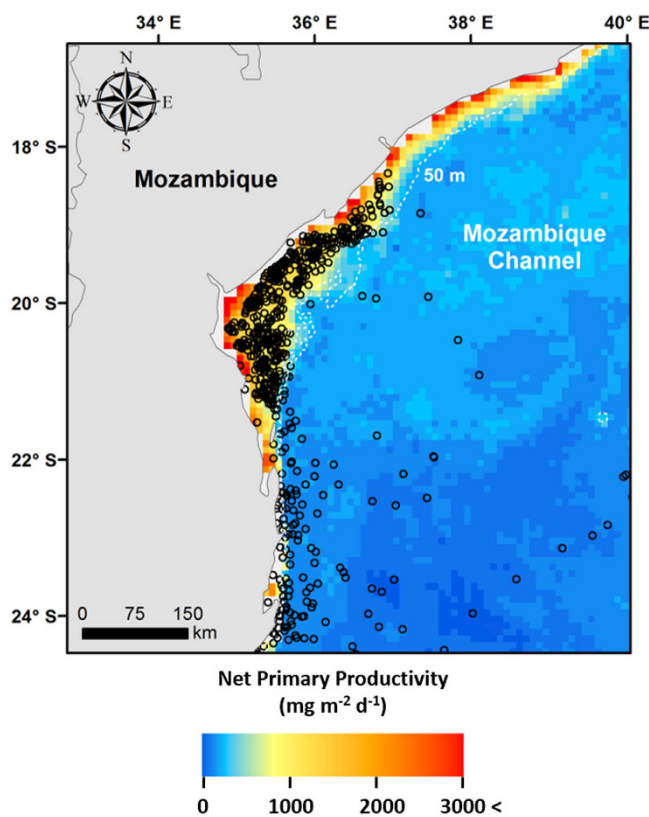 34° E 36° E 38° E 40° E
N
W E
S
18° S
Mozambique
50 m
Mozambique
Channel
20° S
22° S
24° S
0 75 150
km
Net Primary Productivity
(mg m⁻² d⁻¹)
0 1000 2000 3000 <